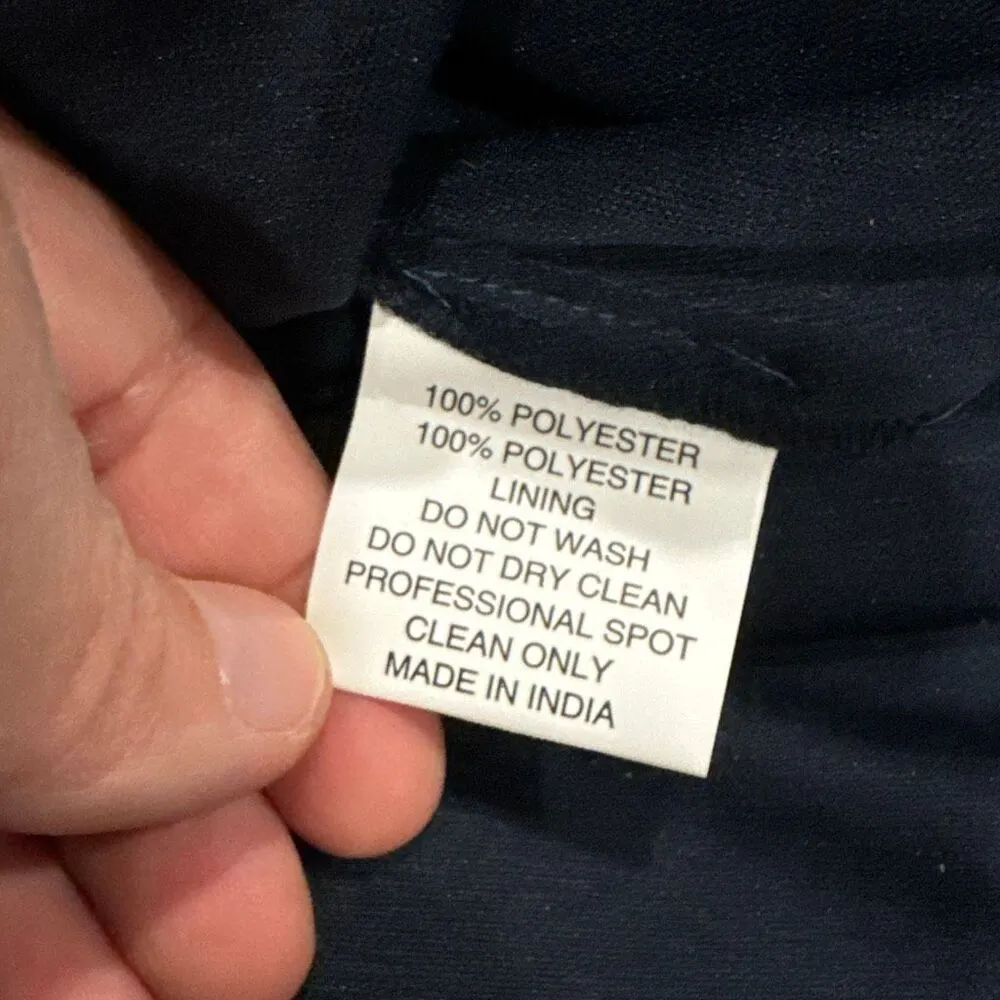 100% POLYESTER
100% POLYESTER
LINING
DO NOT WASH
DO NOT DRY CLEAN
PROFESSIONAL SPOT
CLEAN ONLY
MADE IN INDIA